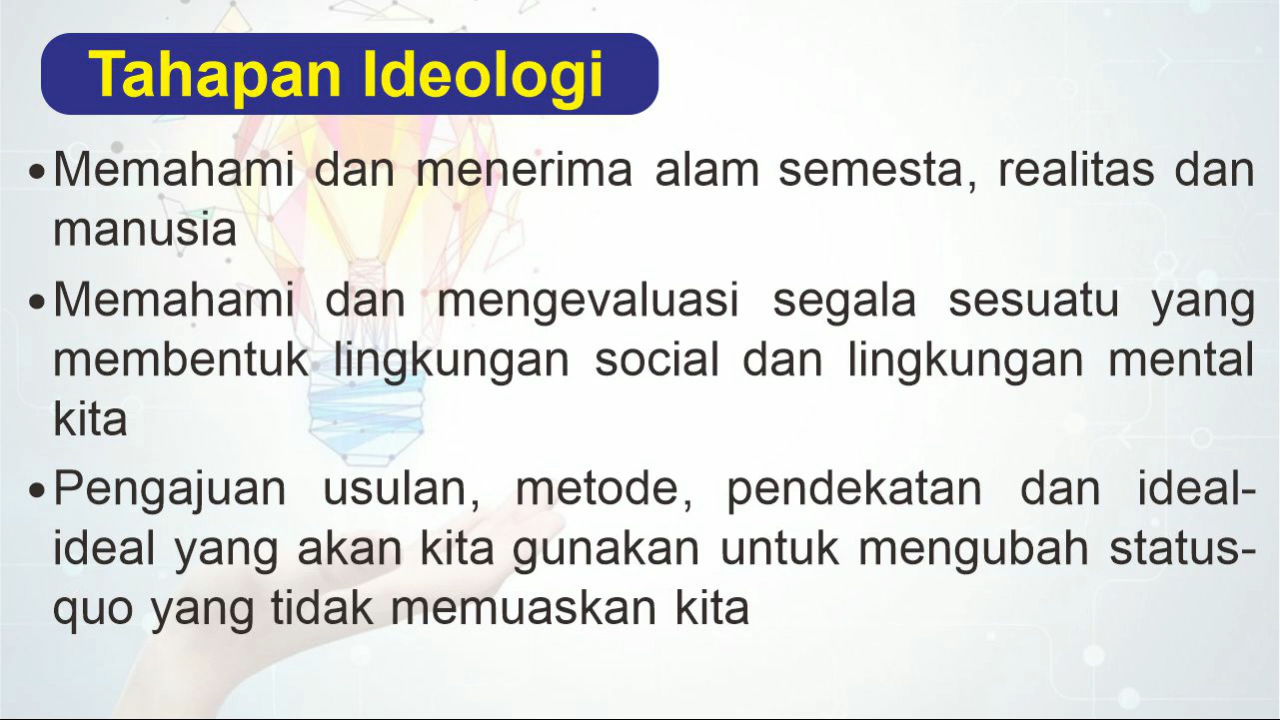 Tahapan Ideologi
•Memahami dan menerima alam semesta, realitas dan
manusia
•Memahami dan mengevaluasi segala sesuatu yang
membentuk lingkungan social dan lingkungan mental
kita
•Pengajuan usulan, metode, pendekatan dan ideal-
ideal yang akan kita gunakan untuk mengubah status-
quo yang tidak memuaskan kita